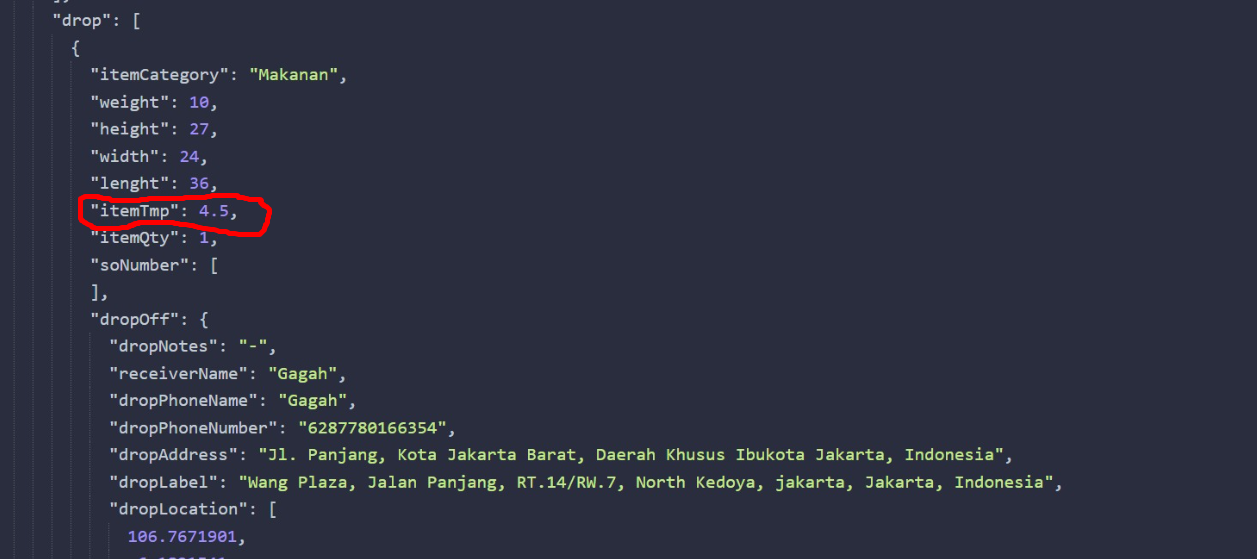 "drop": [
{
"itemCategory": "Makanan",
"weight": 10,
"height": 27,
"width": 24,
"lenght": 36,
"itemTmp": 4.5,
"itemQty": 1,
"soNumber": [
],
"dropOff": {
"dropNotes": "-",
"receiverName": "Gagah",
"dropPhoneName": "Gagah",
"dropPhoneNumber": "6287780166354",
"dropAddress": "Jl. Panjang, Kota Jakarta Barat, Daerah Khusus Ibukota Jakarta, Indonesia",
"dropLabel": "Wang Plaza, Jalan Panjang, RT.14/RW.7, North Kedoya, jakarta, Jakarta, Indonesia",
"dropLocation": [
106.7671901,